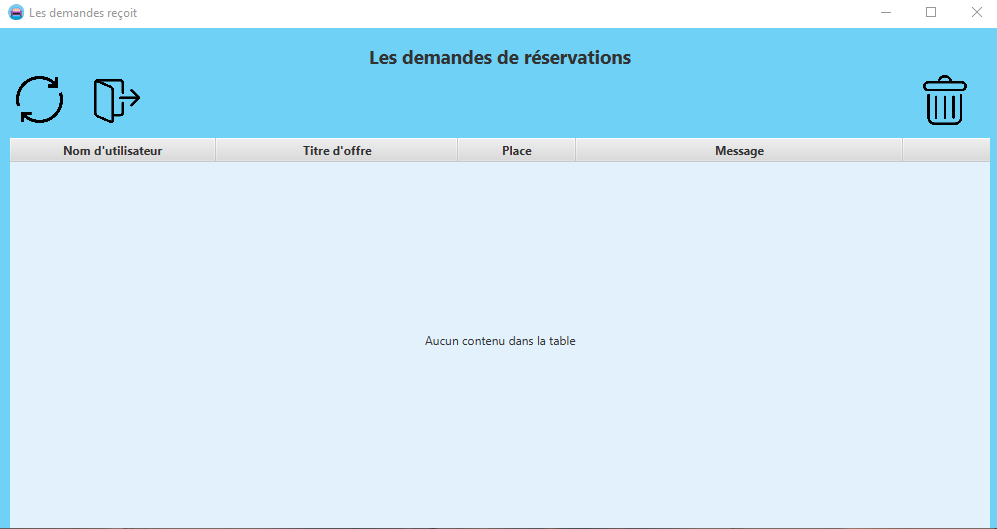 Les demandes reçoit
Les demandes de réservations
Nom d'utilisateur Titre d'offre Place Message
Aucun contenu dans la table